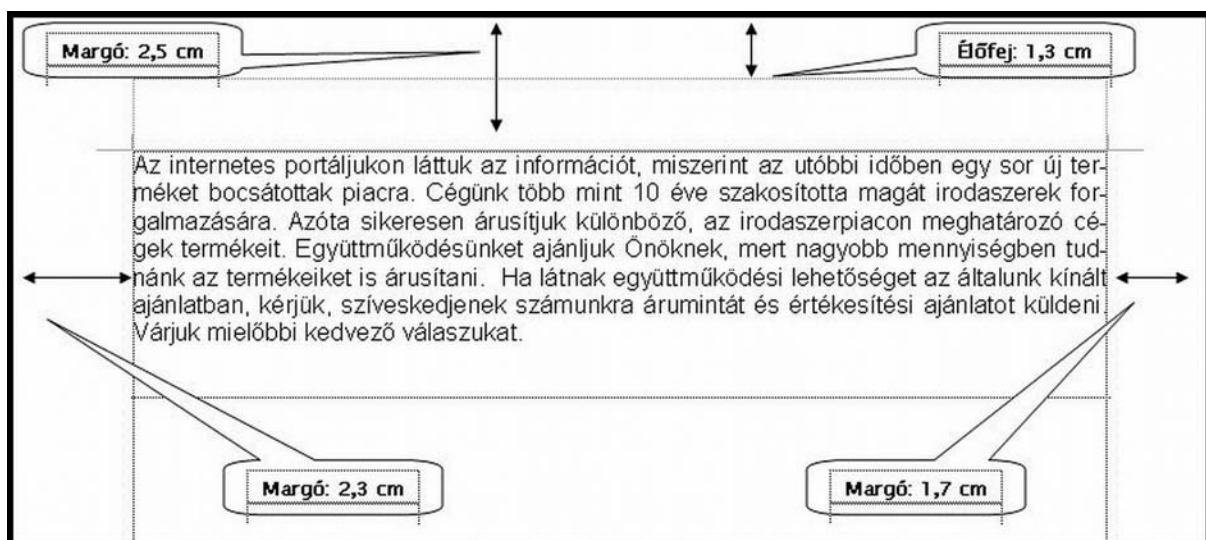 Margó: 2,5 cm
Élőfej: 1,3 cm
Az internetes portáljukon láttuk az információt, miszerint az utóbbi időben egy sor új ter-
méket bocsátottak piacra. Cégünk több mint 10 éve szakosította magát irodaszerek for-
galmazására. Azóta sikeresen árusítjuk különböző, az irodaszerpiacon meghatározó cé-
gek termékeit. Együttműködésünket ajánljuk Önöknek, mert nagyobb mennyiségben tud-
nánk az termékeiket is árusítani. Ha látnak együttműködési lehetőséget az általunk kínált
ajánlatban, kérjük, szíveskedjenek számunkra árumintát és értékesítési ajánlatot küldeni.
Várjuk mielőbbi kedvező válaszukat.
Margó: 2,3 cm
Margó: 1,7 cm